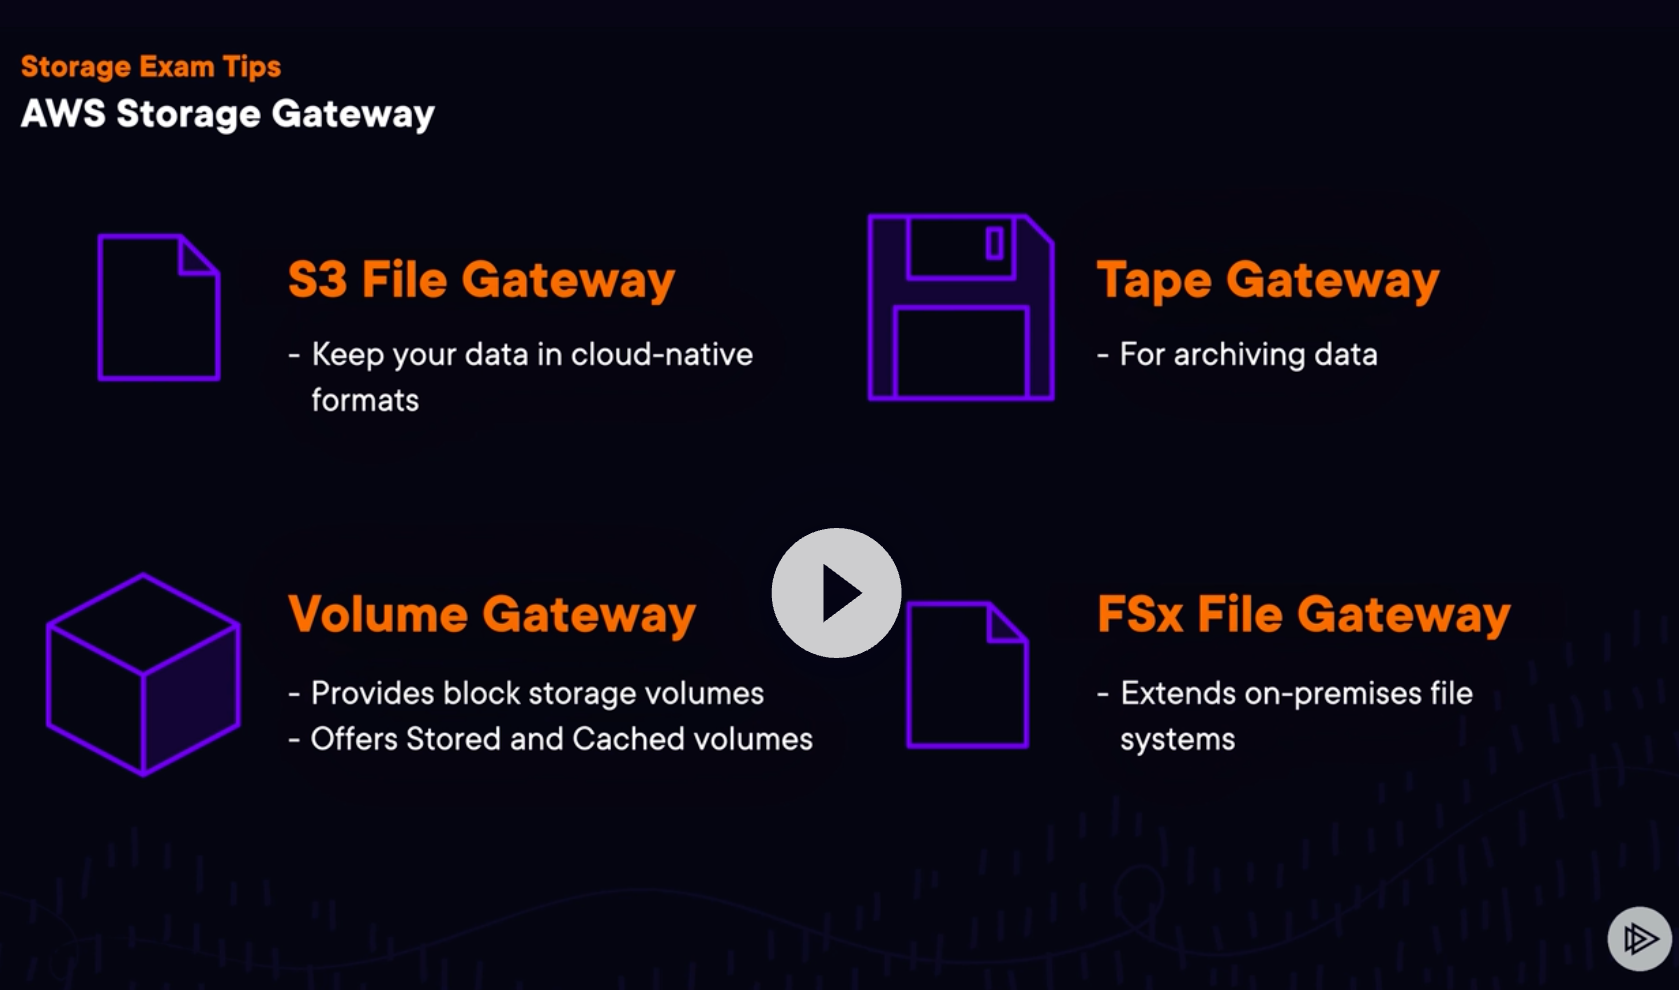 Storage Exam Tips
AWS Storage Gateway
S3 File Gateway
- Keep your data in cloud-native
formats
Tape Gateway
- For archiving data
Volume Gateway
- Provides block storage volumes
- Offers Stored and Cached volumes
FSx File Gateway
- Extends on-premises file
systems